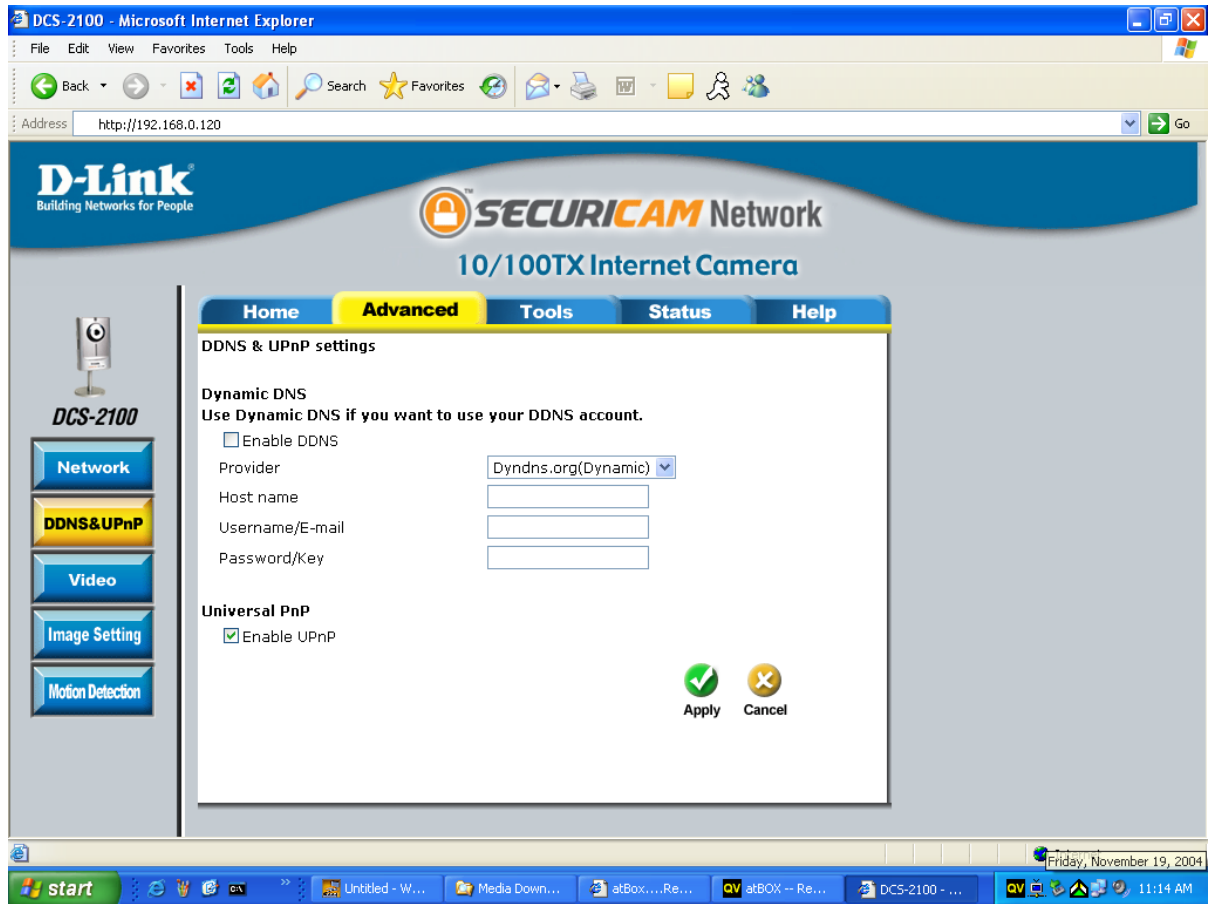 DCS-2100 - Microsoft Internet Explorer
File Edit View Favorites Tools Help
Back Search Favorites
Address http://192.168.0.120 Go
D-Link®
Building Networks for People
SECURICAM™ Network
10/100TX Internet Camera
Home Advanced Tools Status Help
DCS-2100
Network
DDNS&UPnP
Video
Image Setting
Motion Detection
DDNS & UPnP settings
Dynamic DNS
Use Dynamic DNS if you want to use your DDNS account.
Enable DDNS
Provider Dyndns.org(Dynamic)
Host name
Username/E-mail
Password/Key
Universal PnP
Enable UPnP
Apply Cancel
Friday, November 19, 2004
start Untitled - W... Media Down... atBox....Re... QV atBOX -- Re... DCS-2100 - ... QV 11:14 AM